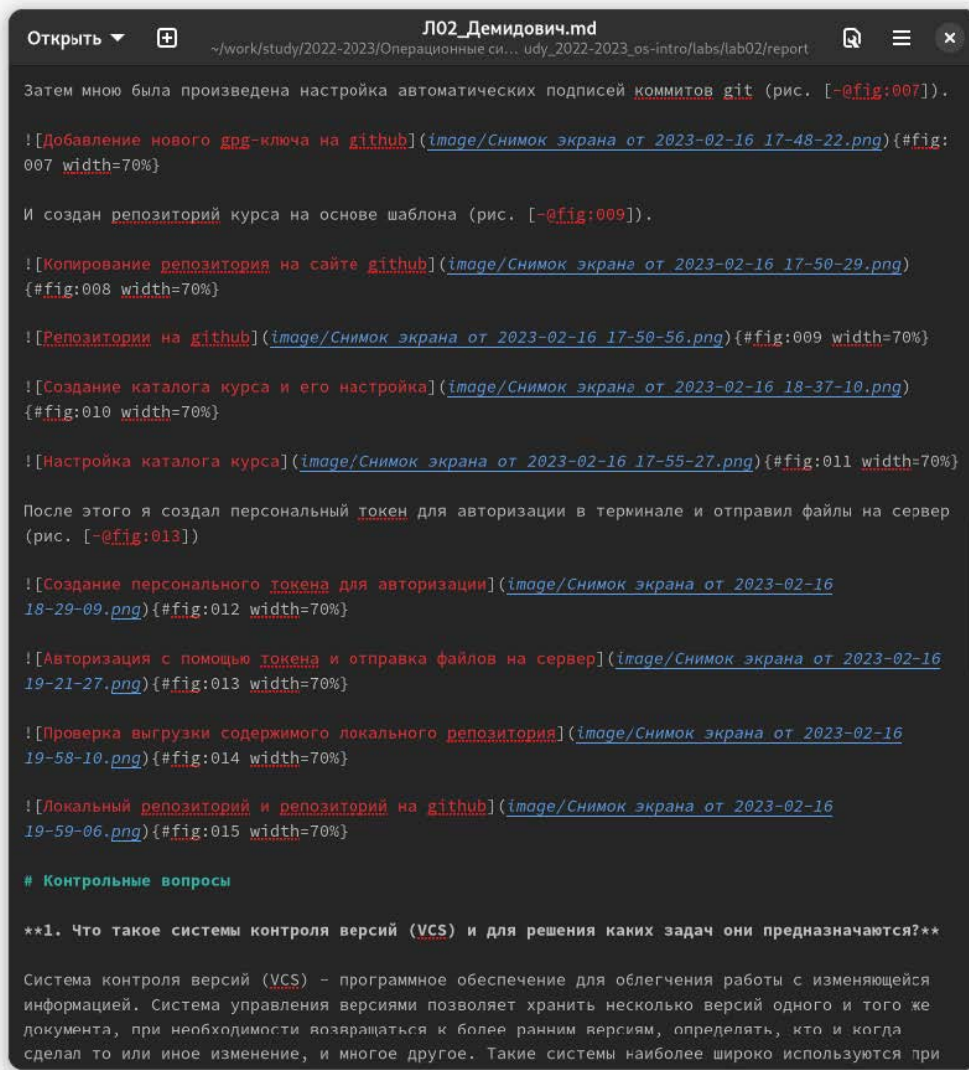 Открыть
Л02_Демидович.md
~/work/study/2022-2023/Операционные си... udy_2022-2023_os-intro/labs/lab02/report
Затем мною была произведена настройка автоматических подписей коммитов git (рис. [-@fig:007]).
![Добавление нового gpg-ключа на github](image/Снимок экрана от 2023-02-16 17-48-22.png){#fig:
007 width=70%}
И создан репозиторий курса на основе шаблона (рис. [-@fig:009]).
![Копирование репозитория на сайте github](image/Снимок экрана от 2023-02-16 17-50-29.png)
{#fig:008 width=70%}
![Репозитории на github](image/Снимок экрана от 2023-02-16 17-50-56.png){#fig:009 width=70%}
![Создание каталога курса и его настройка](image/Снимок экрана от 2023-02-16 18-37-10.png)
{#fig:010 width=70%}
![Настройка каталога курса](image/Снимок экрана от 2023-02-16 17-55-27.png){#fig:011 width=70%}
После этого я создал персональный токен для авторизации в терминале и отправил файлы на сервер
(рис. [-@fig:013])
![Создание персонального токена для авторизации](image/Снимок экрана от 2023-02-16
18-29-09.png){#fig:012 width=70%}
![Авторизация с помощью токена и отправка файлов на сервер](image/Снимок экрана от 2023-02-16
19-21-27.png){#fig:013 width=70%}
![Проверка выгрузки содержимого локального репозитория](image/Снимок экрана от 2023-02-16
19-58-10.png){#fig:014 width=70%}
![Локальный репозиторий и репозиторий на github](image/Снимок экрана от 2023-02-16
19-59-06.png){#fig:015 width=70%}
# Контрольные вопросы
**1. Что такое системы контроля версий (VCS) и для решения каких задач они предназначаются?**
Система контроля версий (VCS) – программное обеспечение для облегчения работы с изменяющейся
информацией. Система управления версиями позволяет хранить несколько версий одного и того же
документа, при необходимости возвращаться к более ранним версиям, определять, кто и когда
сделал то или иное изменение, и многое другое. Такие системы наиболее широко используются при